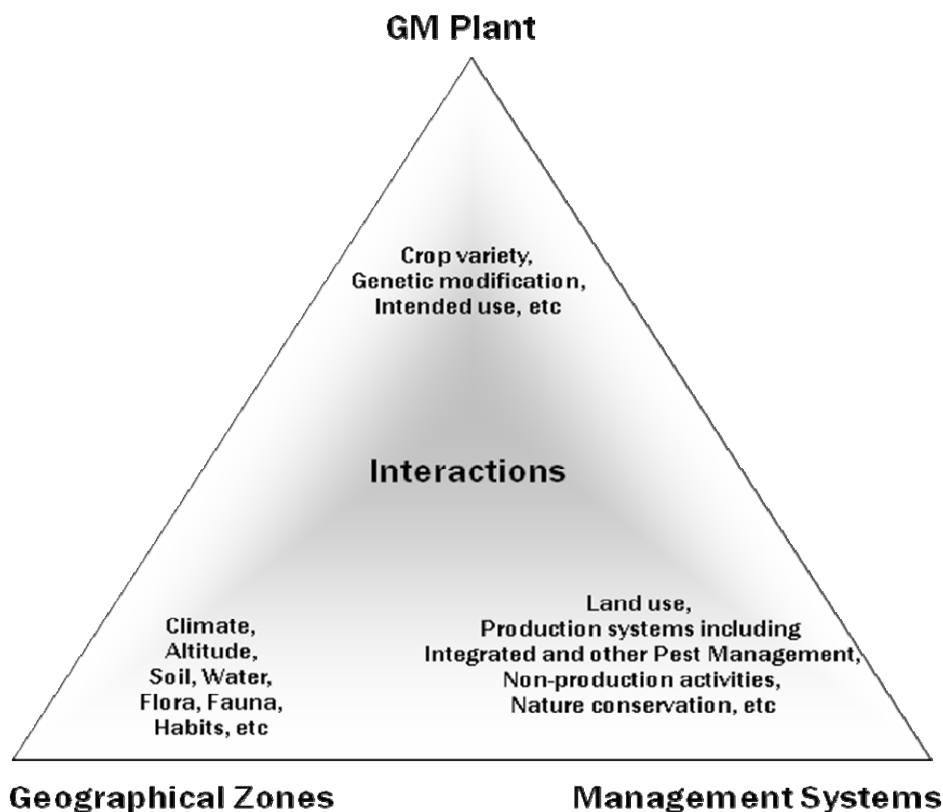 GM Plant
Crop variety,
Genetic modification,
Intended use, etc
Interactions
Climate,
Altitude,
Soil, Water,
Flora, Fauna,
Habits, etc
Land use,
Production systems including
Integrated and other Pest Management,
Non-production activities,
Nature conservation, etc
Geographical Zones
Management Systems